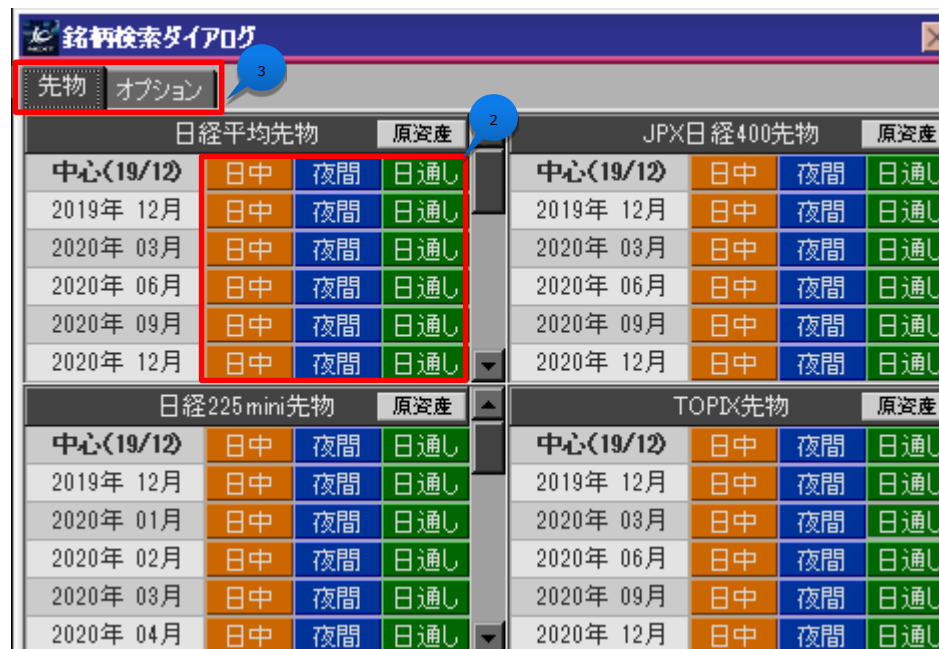 銘柄検索ダイアログ
先物 オプション 3
2
日経平均先物 原資産
中心(19/12) 日中 夜間 日通し
2019年 12月 日中 夜間 日通し
2020年 03月 日中 夜間 日通し
2020年 06月 日中 夜間 日通し
2020年 09月 日中 夜間 日通し
2020年 12月 日中 夜間 日通し
JPX日経400先物 原資産
中心(19/12) 日中 夜間 日通し
2019年 12月 日中 夜間 日通し
2020年 03月 日中 夜間 日通し
2020年 06月 日中 夜間 日通し
2020年 09月 日中 夜間 日通し
2020年 12月 日中 夜間 日通し
日経225mini先物 原資産
中心(19/12) 日中 夜間 日通し
2019年 12月 日中 夜間 日通し
2020年 01月 日中 夜間 日通し
2020年 02月 日中 夜間 日通し
2020年 03月 日中 夜間 日通し
2020年 04月 日中 夜間 日通し
TOPIX先物 原資産
中心(19/12) 日中 夜間 日通し
2019年 12月 日中 夜間 日通し
2020年 03月 日中 夜間 日通し
2020年 06月 日中 夜間 日通し
2020年 09月 日中 夜間 日通し
2020年 12月 日中 夜間 日通し